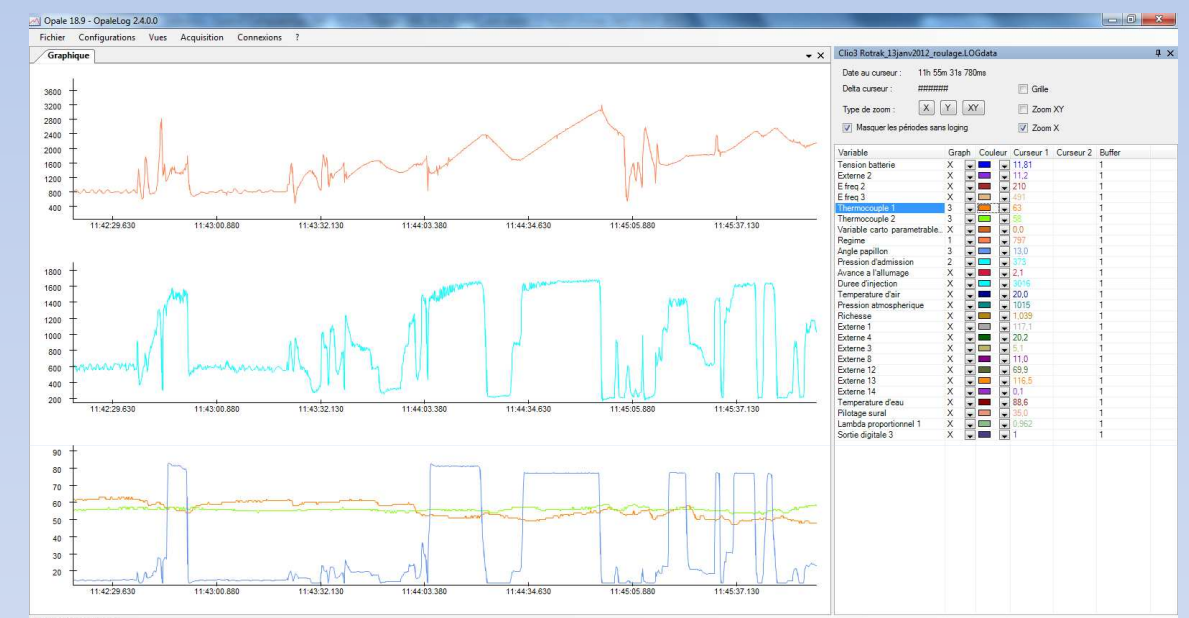 Opale 18.9 - OpaleLog 2.4.0.0
Fichier Configurations Vues Acquisition Connexions ?
Graphique
3600
3200
2800
2400
2000
1600
1200
800
400
11:42:29.630 11:43:00.880 11:43:32.130 11:44:03.380 11:44:34.630 11:45:05.880 11:45:37.130
1800
1600
1400
1200
1000
800
600
400
200
11:42:29.630 11:43:00.880 11:43:32.130 11:44:03.380 11:44:34.630 11:45:05.880 11:45:37.130
90
80
70
60
50
40
30
20
11:42:29.630 11:43:00.880 11:43:32.130 11:44:03.380 11:44:34.630 11:45:05.880 11:45:37.130
Clio3 Rotrak_13janv2012_roulage.LOGdata
Date au curseur : 11h 55m 31s 780ms
Delta curseur : ###### Grille
Type de zoom : X Y XY Zoom XY
Masquer les périodes sans loging Zoom X
Variable Graph Couleur Curseur 1 Curseur 2 Buffer
Tension batterie X 11,81 1
Externe 2 X 11,2 1
E freq 2 X 210 1
E freq 3 X 491 1
Thermocouple 1 3 63 1
Thermocouple 2 3 58 1
Variable carto parametrable.. X 0,0 1
Regime 1 797 1
Angle papillon 3 13,0 1
Pression d'admission 2 373 1
Avance a l'allumage X 2,1 1
Duree d'injection X 3016 1
Temperature d'air X 20,0 1
Pression atmospherique X 1015 1
Richesse X 1,039 1
Externe 1 X 117,1 1
Externe 4 X 20,2 1
Externe 3 X 5,1 1
Externe 8 X 11,0 1
Externe 12 X 69,9 1
Externe 13 X 116,5 1
Externe 14 X 0,1 1
Temperature d'eau X 88,6 1
Pilotage sural X 38,0 1
Lambda proportionnel 1 X 0,962 1
Sortie digitale 3 X 1 1